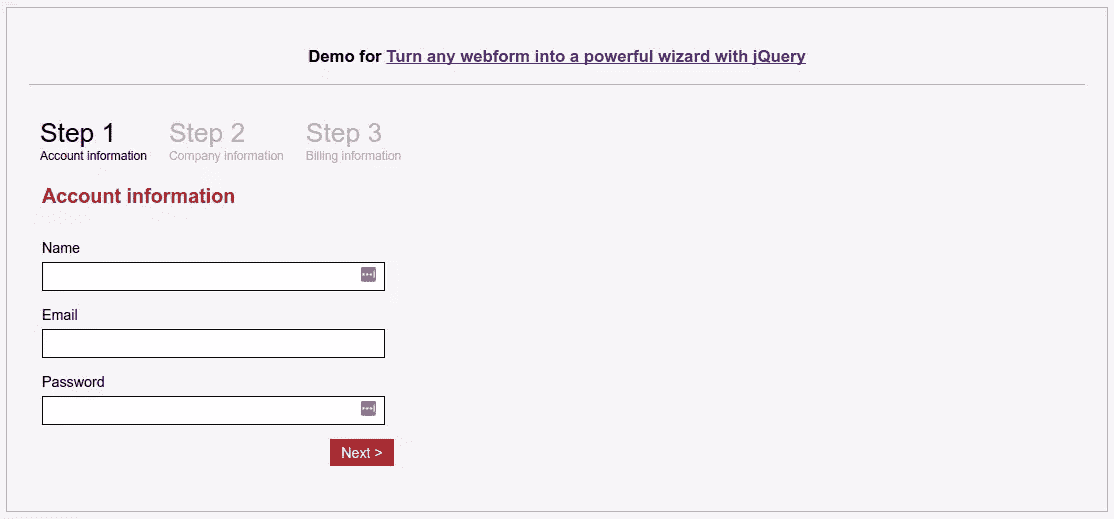 Demo for Turn any webform into a powerful wizard with jQuery
Step 1 Step 2 Step 3
Account information Company information Billing information
Account information
Name
Email
Password
Next >